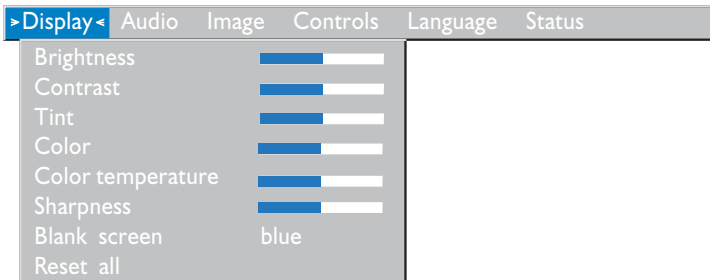 >Display< Audio Image Controls Language Status
Brightness
Contrast
Tint
Color
Color temperature
Sharpness
Blank screen blue
Reset all